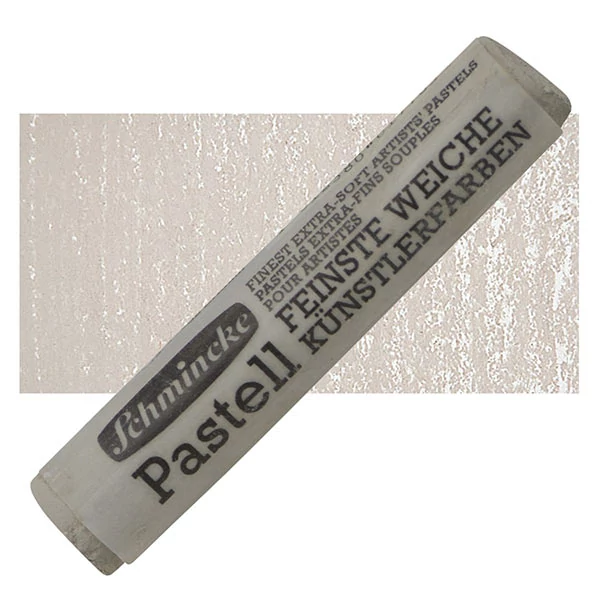 Schmincke
Pastell
FINEST EXTRA-SOFT ARTISTS' PASTELS
PASTELS EXTRA-FINS SOUPLES
POUR ARTISTES
FEINSTE WEICHE
KÜNSTLERFARBEN